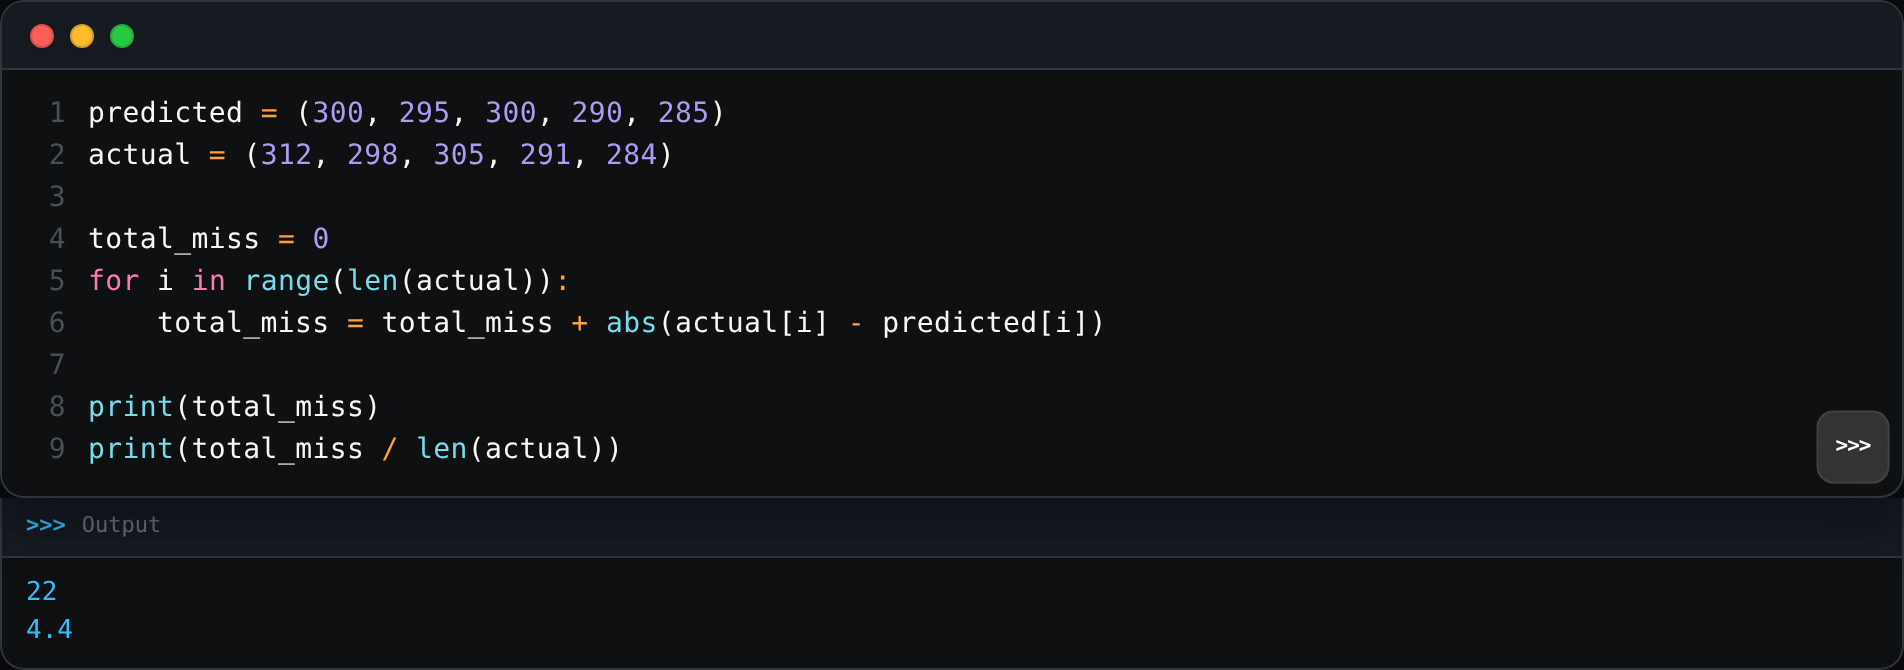 1 predicted = (300, 295, 300, 290, 285)
2 actual = (312, 298, 305, 291, 284)
3
4 total_miss = 0
5 for i in range(len(actual)):
6     total_miss = total_miss + abs(actual[i] - predicted[i])
7
8 print(total_miss)
9 print(total_miss / len(actual))
>>>
>>> Output
22
4.4